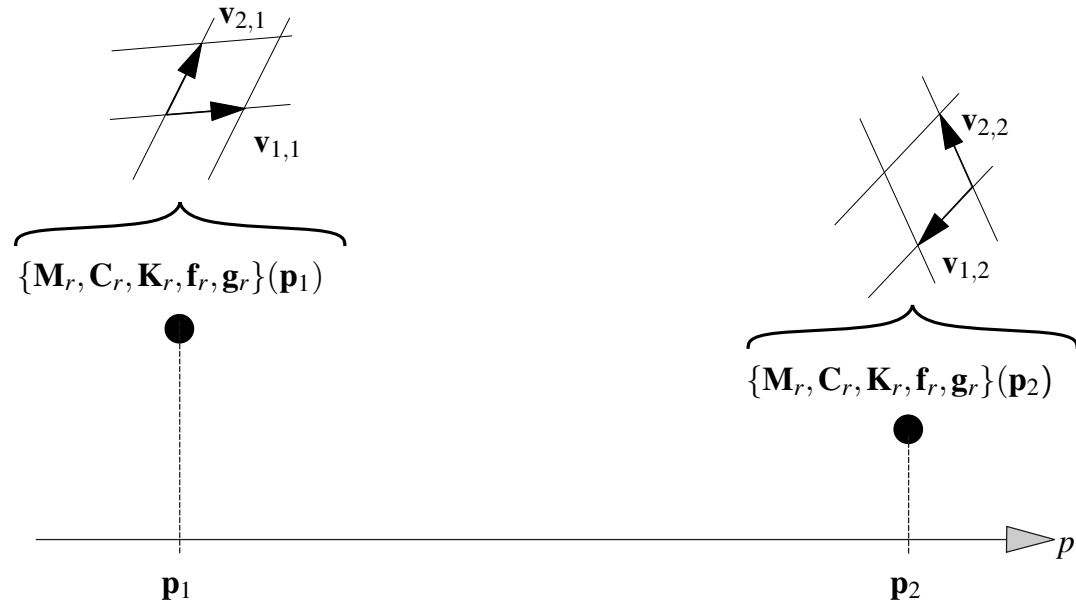 v₂,₁
v₁,₁
v₂,₂
v₁,₂
{Mᵣ, Cᵣ, Kᵣ, fᵣ, gᵣ}(p₁)
{Mᵣ, Cᵣ, Kᵣ, fᵣ, gᵣ}(p₂)
p
p₁
p₂